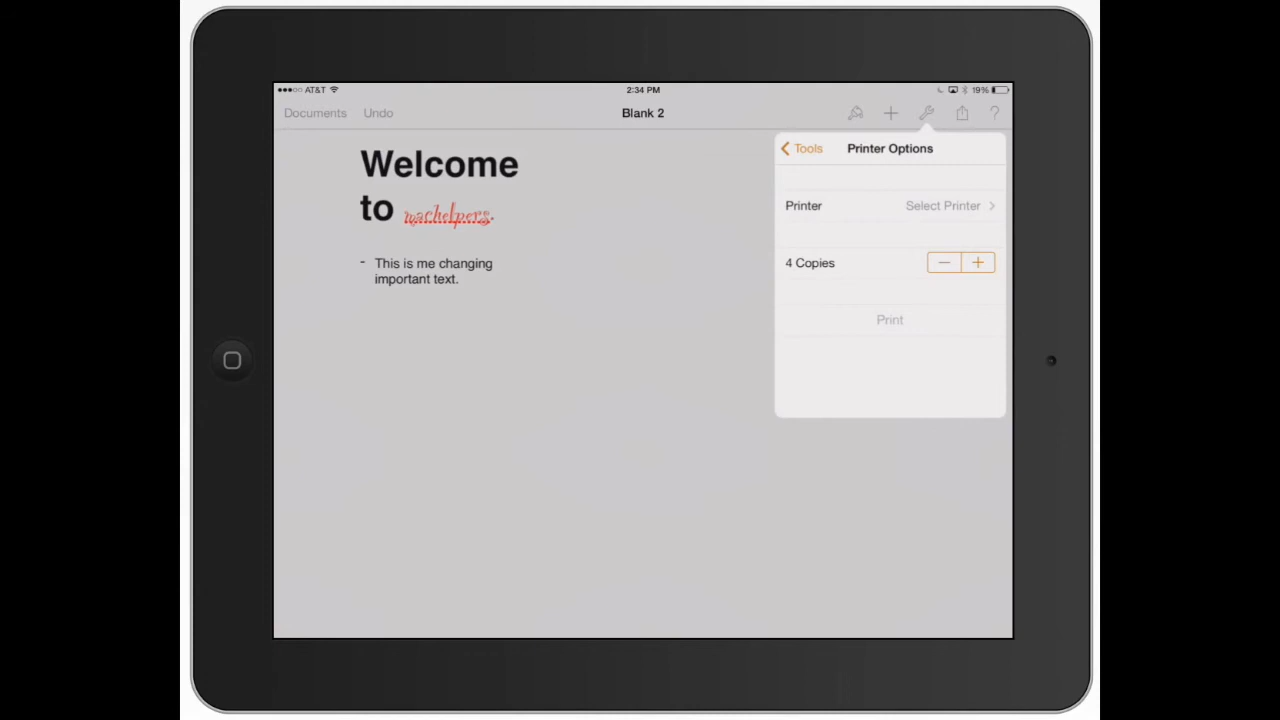 AT&T 2:34 PM 19%
Documents Undo Blank 2 ?
Tools Printer Options
Welcome
to machelpers.
Printer Select Printer
- This is me changing
important text.
4 Copies − +
Print